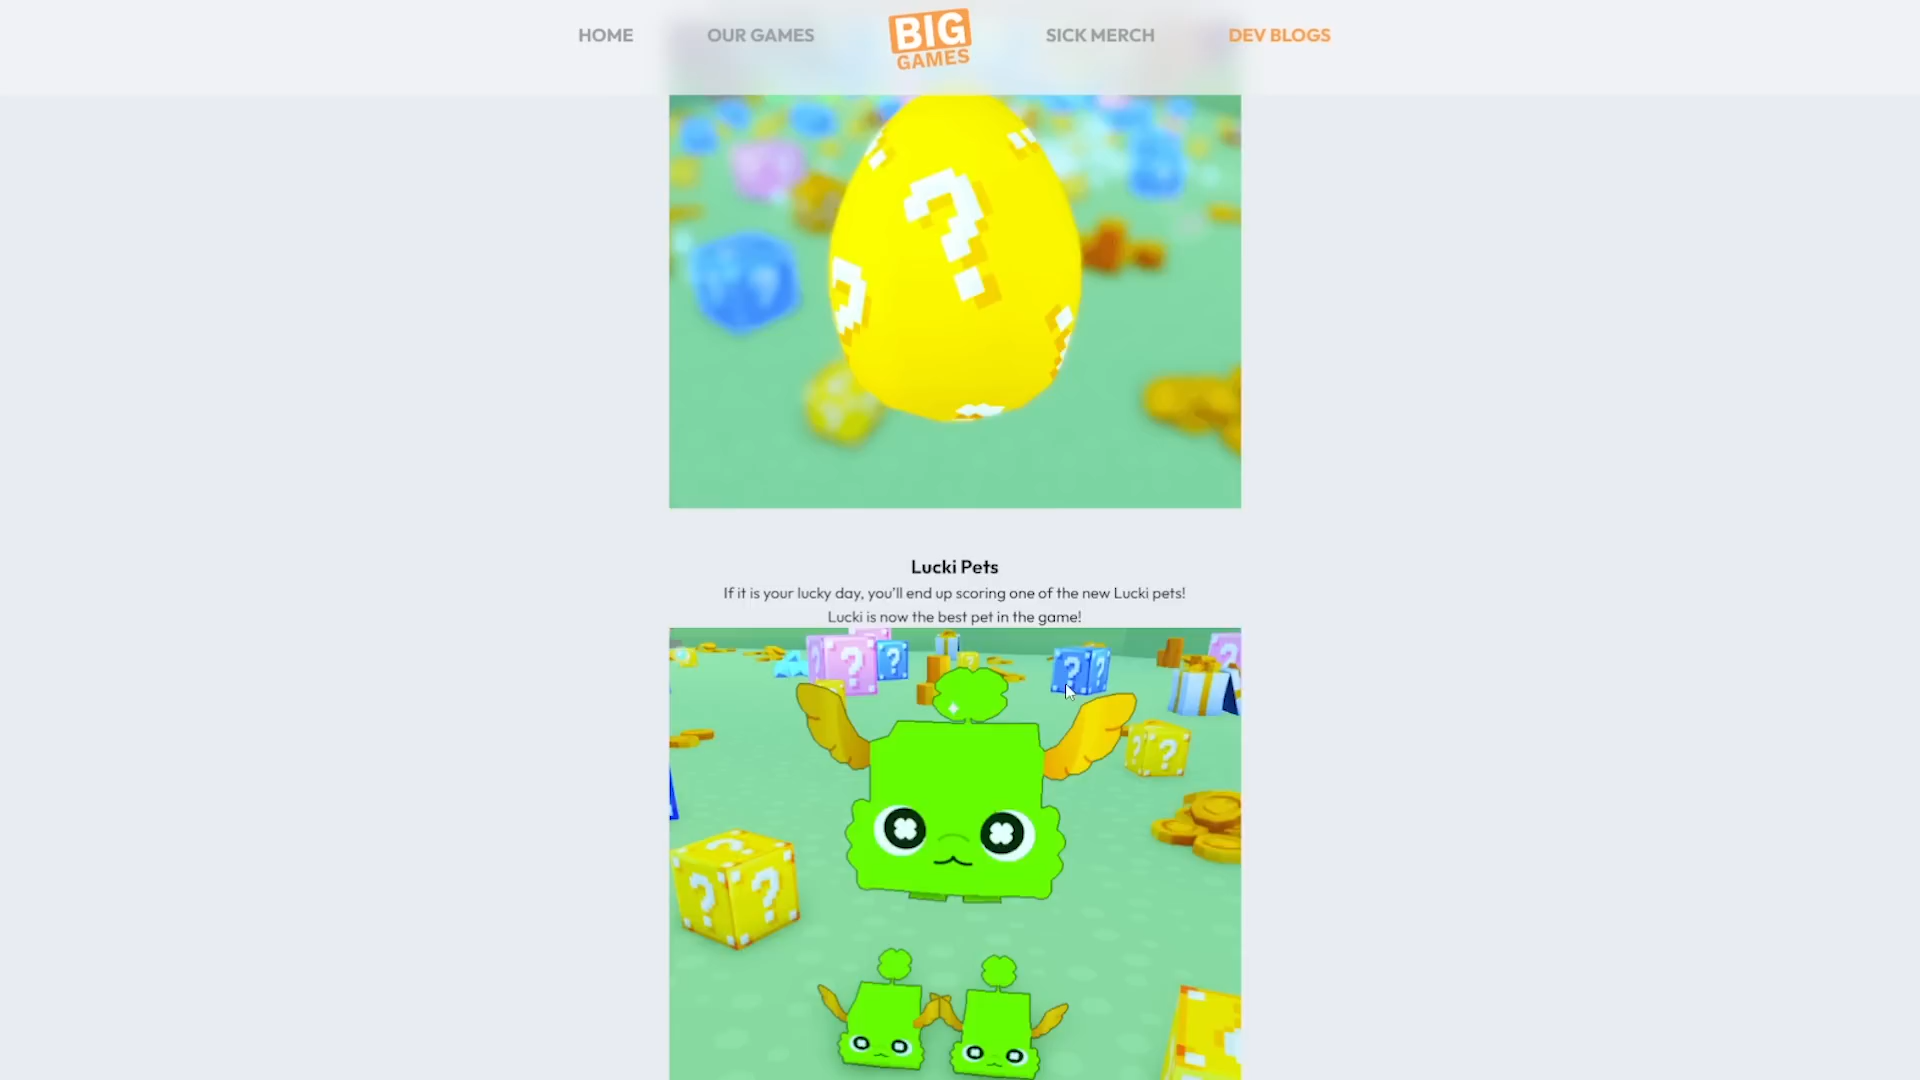 HOME
OUR GAMES
BIG
GAMES
SICK MERCH
DEV BLOGS
?
?
Lucki Pets
If it is your lucky day, you'll end up scoring one of the new Lucki pets!
Lucki is now the best pet in the game!
? ? ? ? ?
? ?
? ? ?